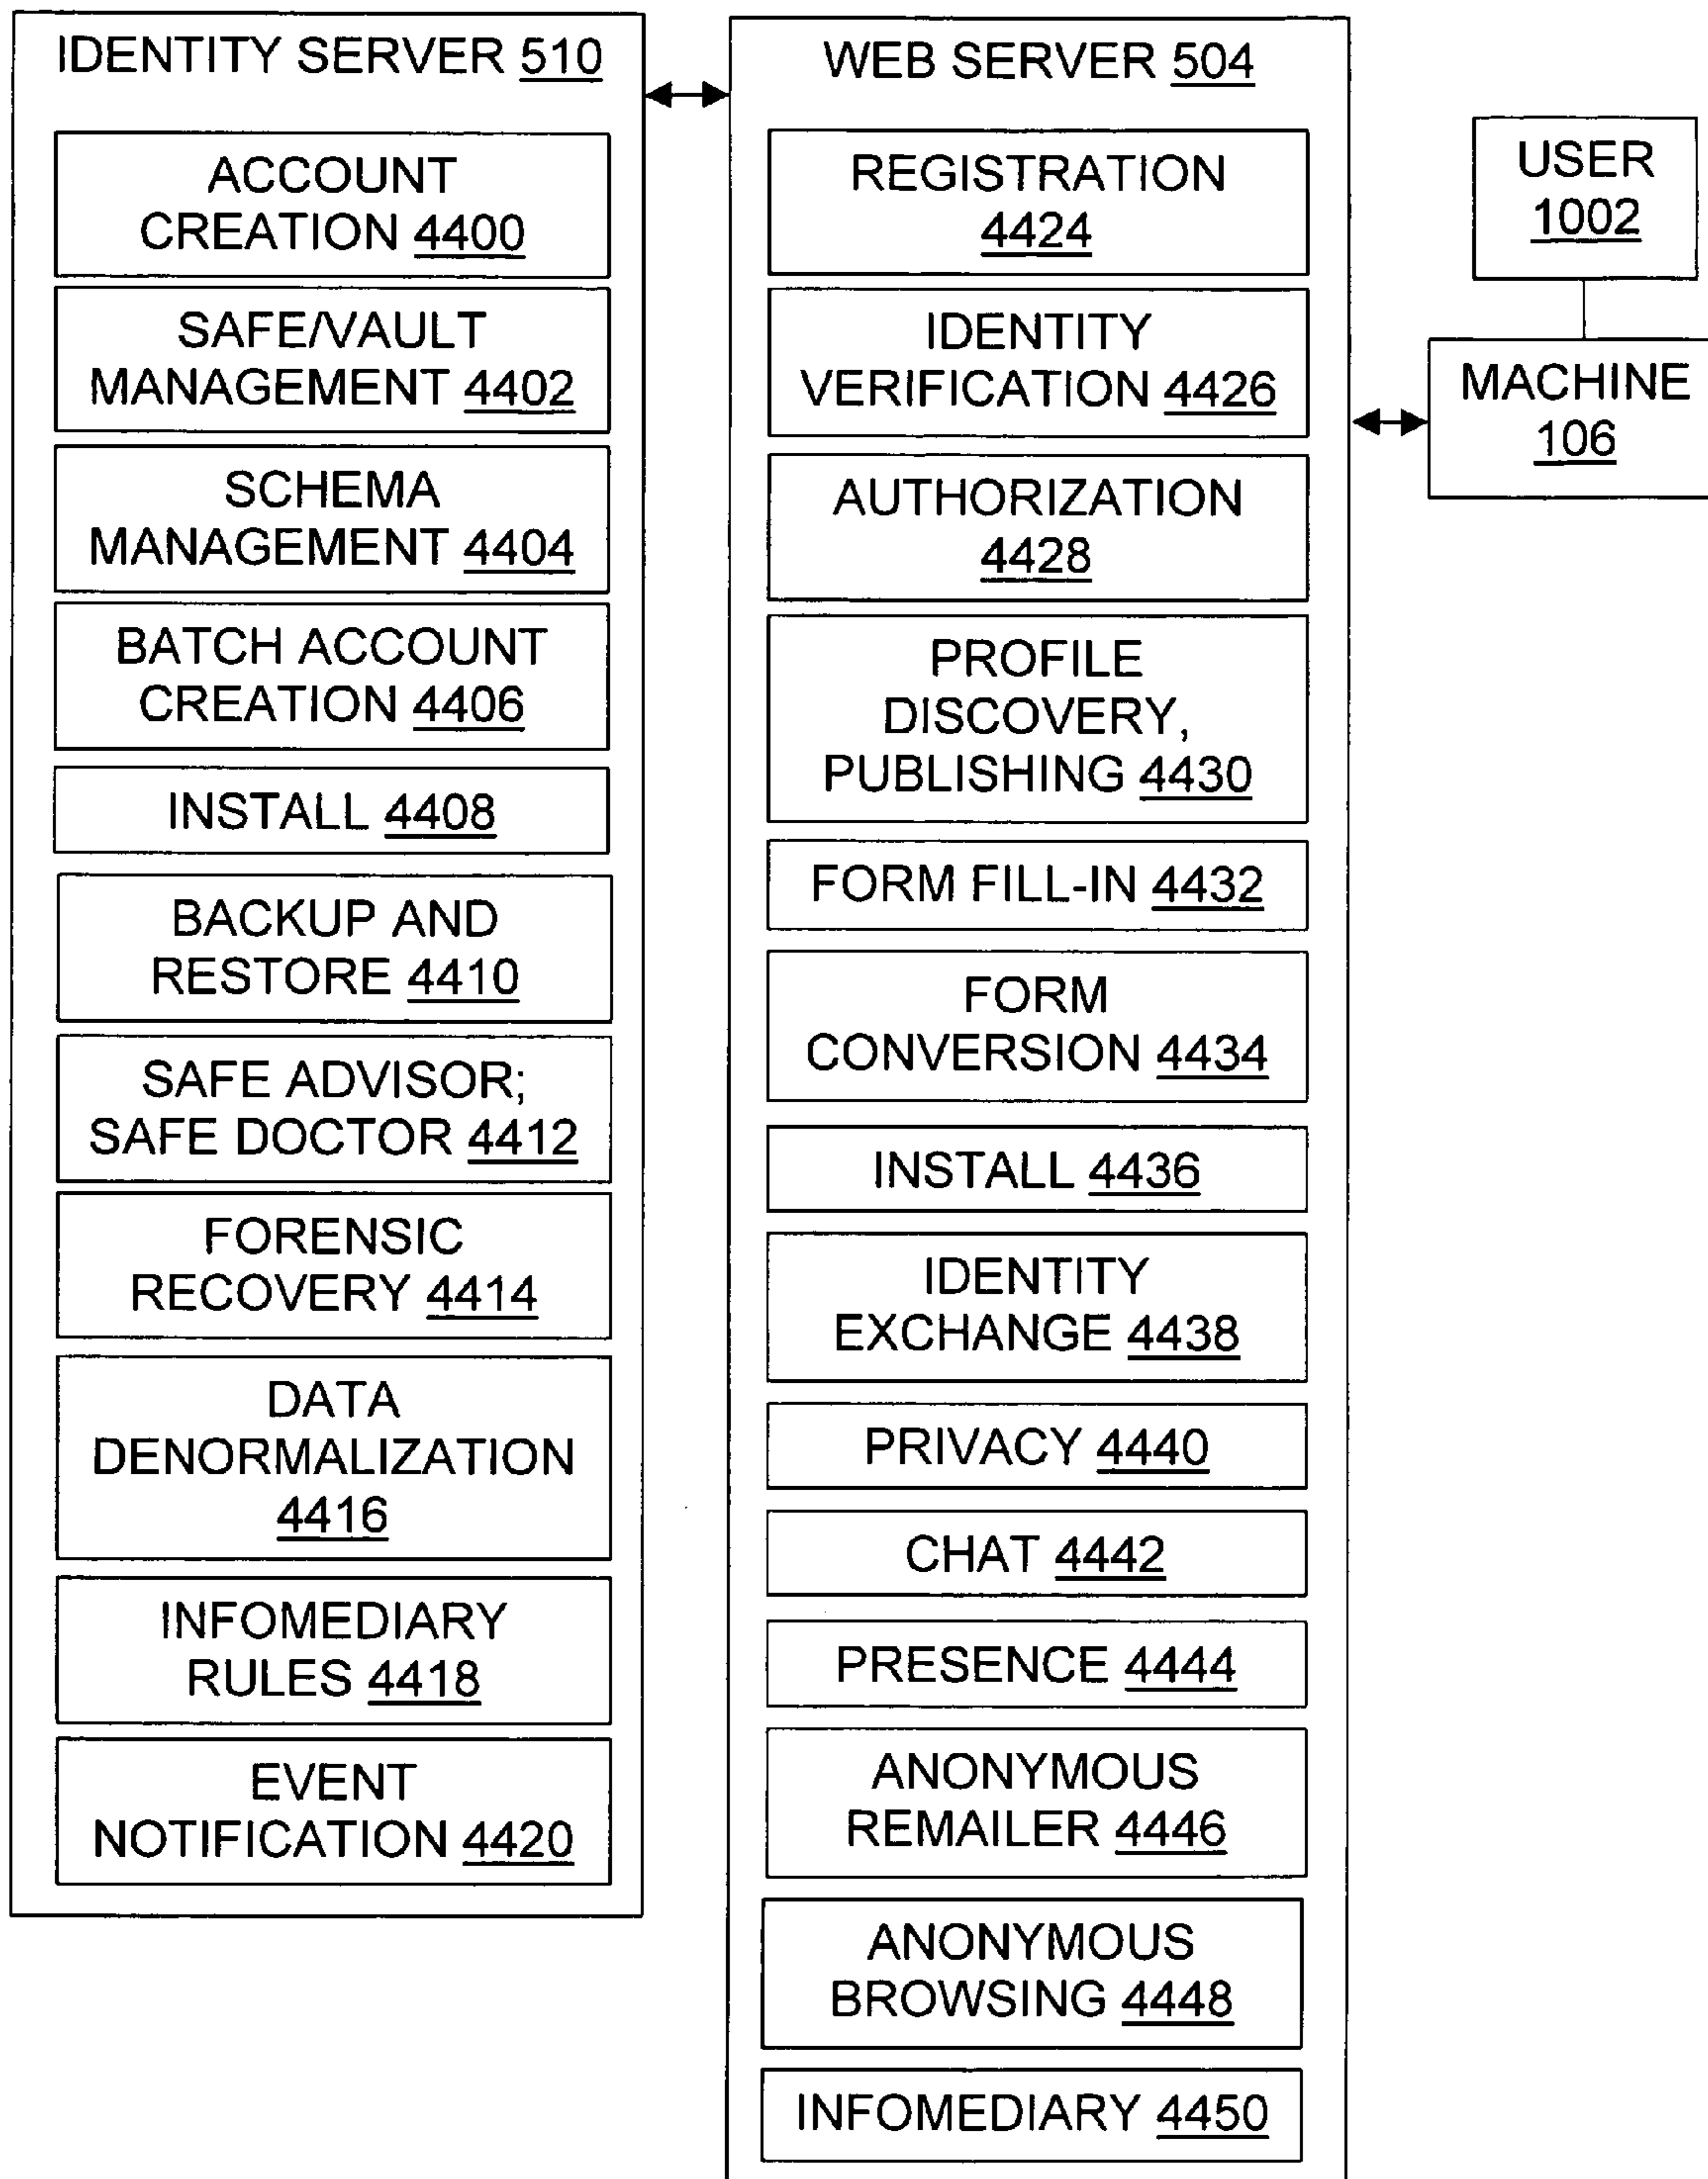 IDENTITY SERVER 510
ACCOUNT
CREATION 4400
SAFE/VAULT
MANAGEMENT 4402
SCHEMA
MANAGEMENT 4404
BATCH ACCOUNT
CREATION 4406
INSTALL 4408
BACKUP AND
RESTORE 4410
SAFE ADVISOR;
SAFE DOCTOR 4412
FORENSIC
RECOVERY 4414
DATA
DENORMALIZATION
4416
INFOMEDIARY
RULES 4418
EVENT
NOTIFICATION 4420
WEB SERVER 504
REGISTRATION
4424
IDENTITY
VERIFICATION 4426
AUTHORIZATION
4428
PROFILE
DISCOVERY,
PUBLISHING 4430
FORM FILL-IN 4432
FORM
CONVERSION 4434
INSTALL 4436
IDENTITY
EXCHANGE 4438
PRIVACY 4440
CHAT 4442
PRESENCE 4444
ANONYMOUS
REMAILER 4446
ANONYMOUS
BROWSING 4448
INFOMEDIARY 4450
USER
1002
MACHINE
106